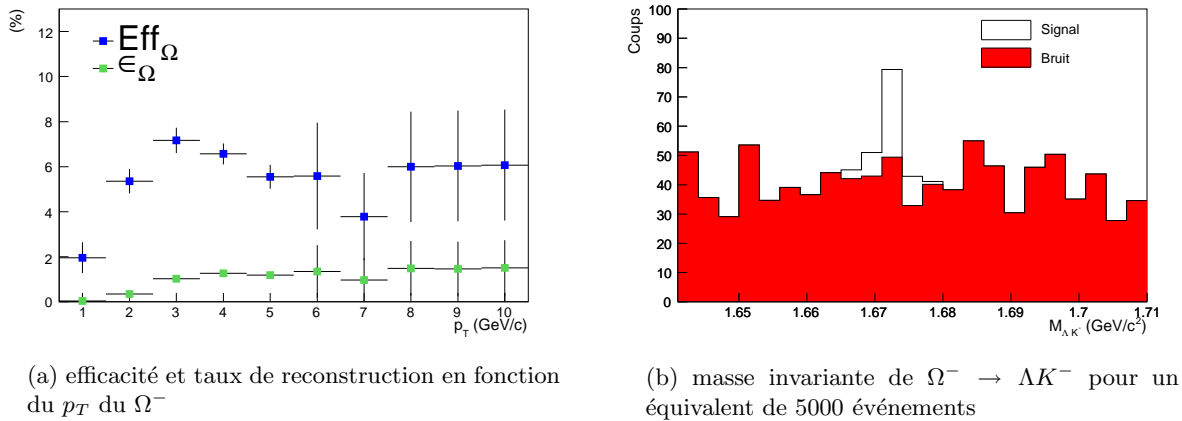 (%)
12
10
8
6
4
2
0
Eff_Ω
∈_Ω
1 2 3 4 5 6 7 8 9 10
p_T (GeV/c)
Coups
100
90
80
70
60
50
40
30
20
10
0
Signal
Bruit
1.65 1.66 1.67 1.68 1.69 1.7 1.71
M_{Λ K^-} (GeV/c²)
(a) efficacité et taux de reconstruction en fonction
du p_T du Ω⁻
(b) masse invariante de Ω⁻ → ΛK⁻ pour un
équivalent de 5000 événements